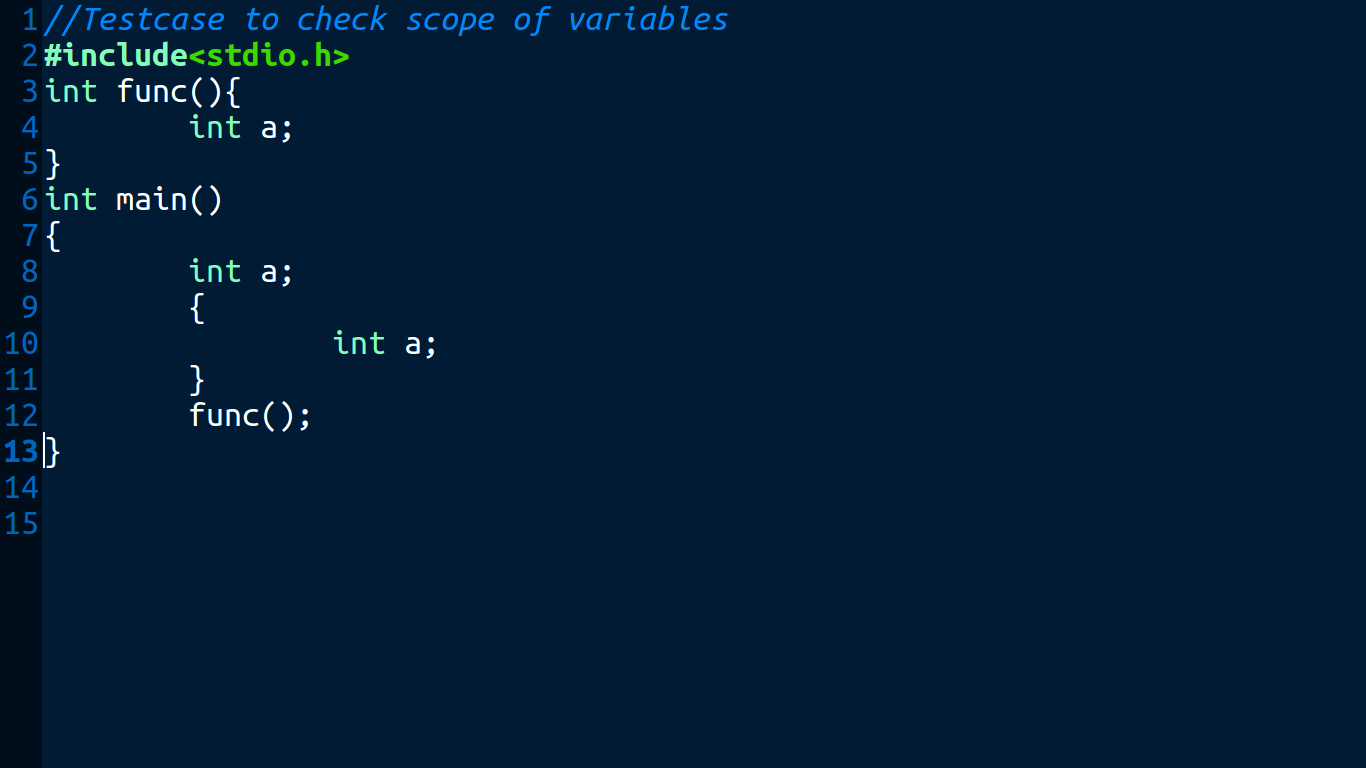 1 //Testcase to check scope of variables
2 #include<stdio.h>
3 int func(){
4         int a;
5 }
6 int main()
7 {
8         int a;
9         {
10                 int a;
11         }
12         func();
13 }
14
15